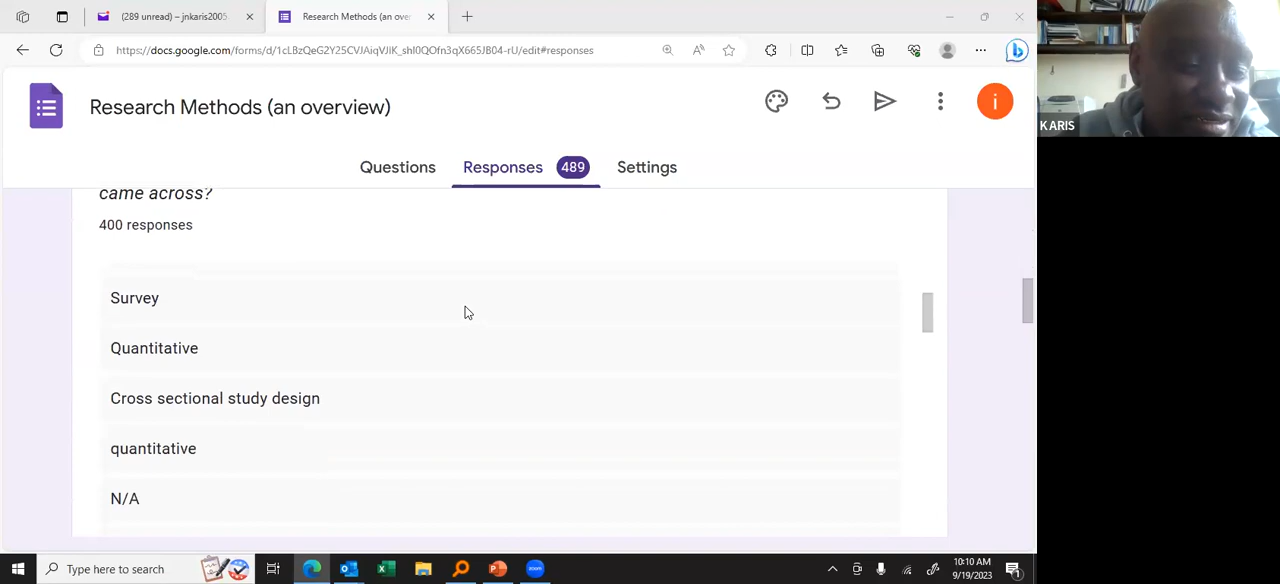 (289 unread) – jnkaris2005
Research Methods (an over
https://docs.google.com/forms/d/1cLBzQeG2Y25CVJAiqVJiK_shI0QOfn3qX665JB04-rU/edit#responses
Research Methods (an overview)
i
KARIS
Questions
Responses 489
Settings
came across?
400 responses
Survey
Quantitative
Cross sectional study design
quantitative
N/A
Type here to search
zoom
10:10 AM
9/19/2023